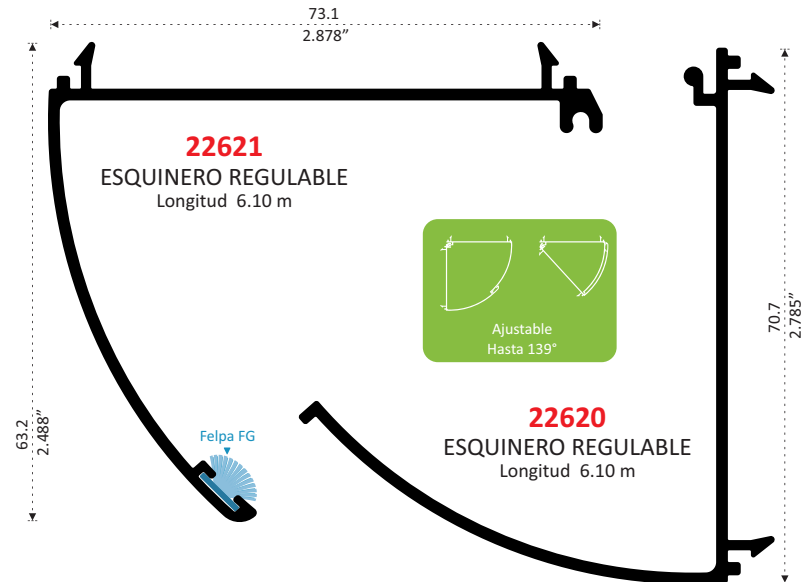 73.1
2.878”
22621
ESQUINERO REGULABLE
Longitud 6.10 m
63.2
2.488”
Felpa FG
Ajustable
Hasta 139°
22620
ESQUINERO REGULABLE
Longitud 6.10 m
70.7
2.785”